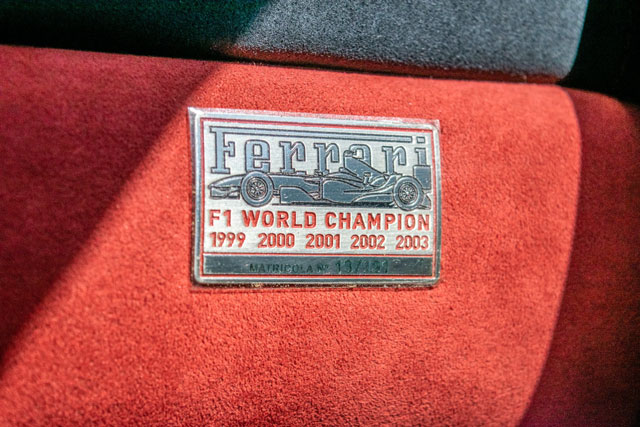 Ferrari
F1 WORLD CHAMPION
1999 2000 2001 2002 2003
MATRICOLA N°